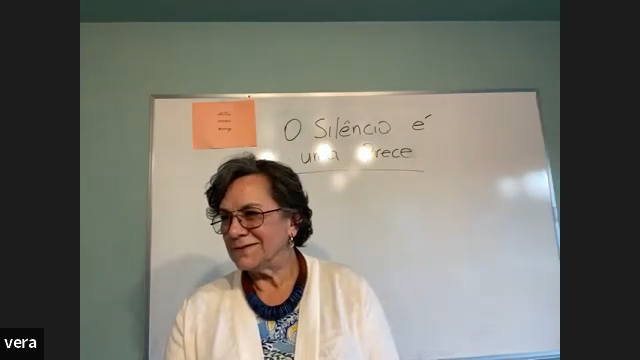 O Silêncio é
uma Prece
vera